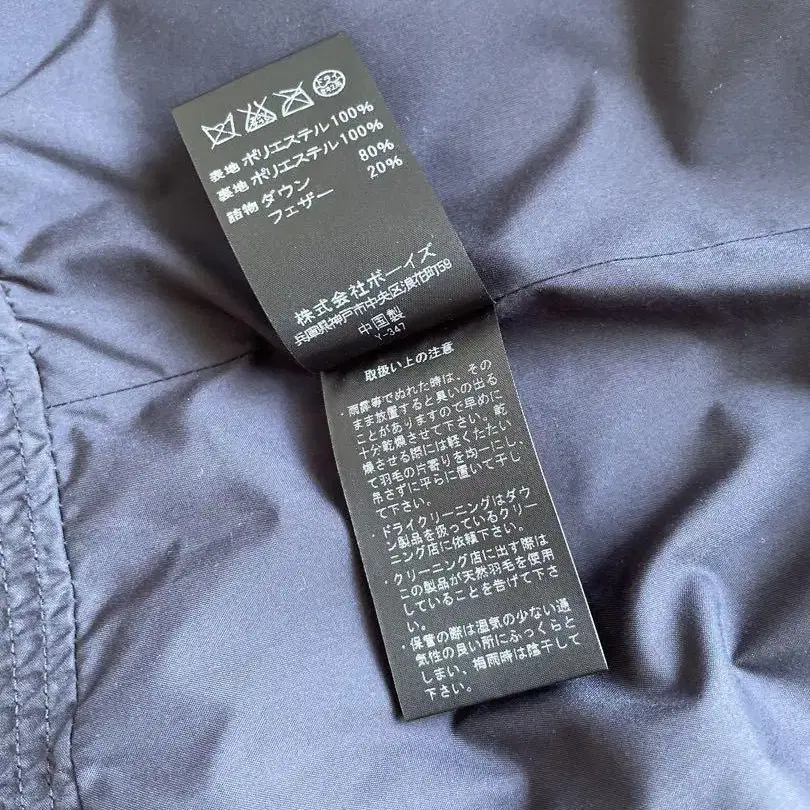 ドライ
表地 ポリエステル 100%
裏地 ポリエステル 100%
詰物 ダウン 80%
フェザー 20%
株式会社ボーイズ
兵庫県神戸市中央区浪花町59
中国製
Y-347
取扱い上の注意
・雨露等でぬれた時は、その
まま放置すると臭いの出る
ことがありますので早めに
十分乾燥させて下さい。乾
燥させる際には軽くたたい
て羽毛の片寄りを均一にし、
吊さずに平らに置いて干し
て下さい。
・ドライクリーニングはダウ
ン製品を扱っているクリー
ニング店に依頼下さい。
・クリーニング店に出す際は
この製品が天然羽毛を使用
していることを告げて下さ
い。
・保管の際は湿気の少ない通
気性の良い所にふっくらと
しまい、梅雨時は陰干して
下さい。